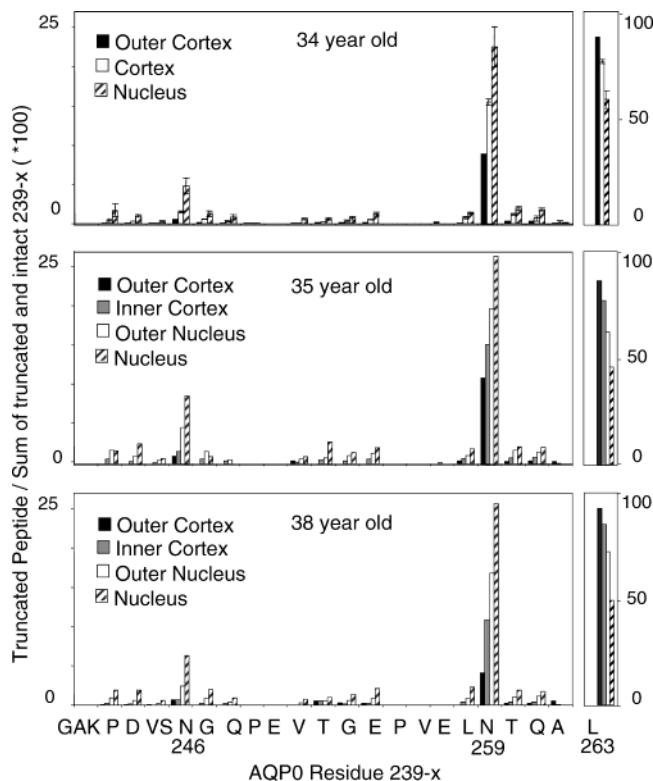 Truncated Peptide / Sum of truncated and intact 239-x ( *100)
25
0
34 year old
Outer Cortex
Cortex
Nucleus
100
50
0
25
0
35 year old
Outer Cortex
Inner Cortex
Outer Nucleus
Nucleus
100
50
0
25
0
38 year old
Outer Cortex
Inner Cortex
Outer Nucleus
Nucleus
100
50
0
GAK P D VS N G Q P E V T G E P V E L N T Q A L
246 259 263
AQP0 Residue 239-x